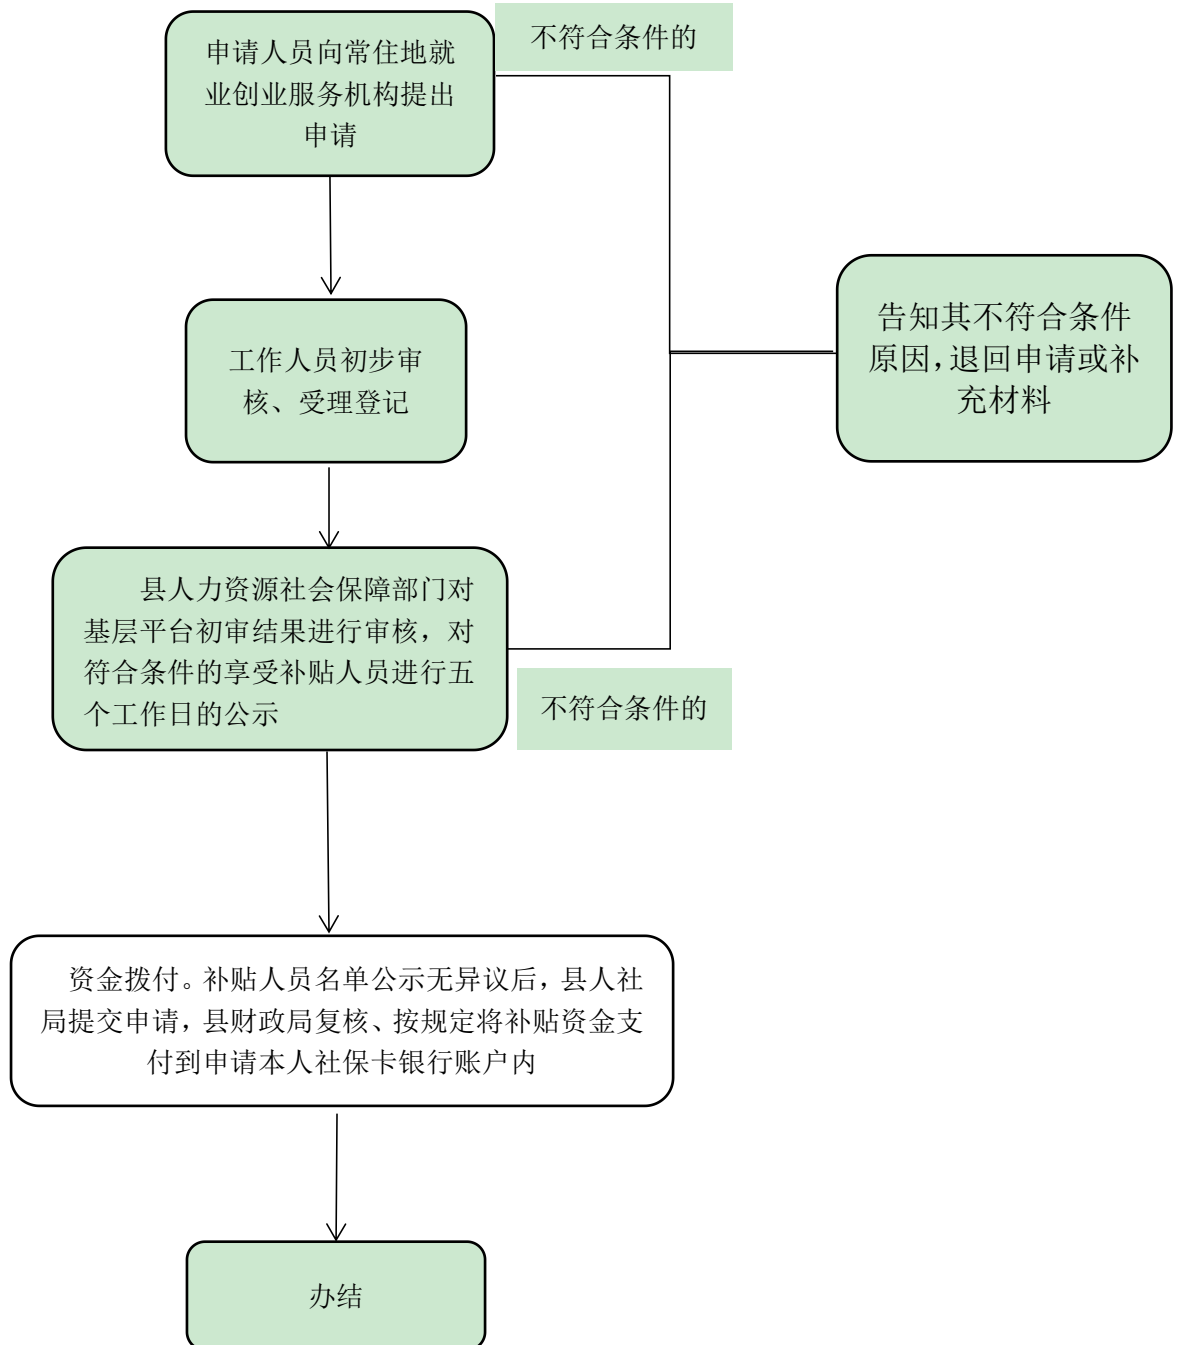 申请人员向常住地就
业创业服务机构提出
申请
不符合条件的
工作人员初步审
核、受理登记
告知其不符合条件
原因,退回申请或补
充材料
县人力资源社会保障部门对
基层平台初审结果进行审核，对
符合条件的享受补贴人员进行五
个工作日的公示
不符合条件的
资金拨付。补贴人员名单公示无异议后,县人社
局提交申请,县财政局复核、按规定将补贴资金支
付到申请本人社保卡银行账户内
办结